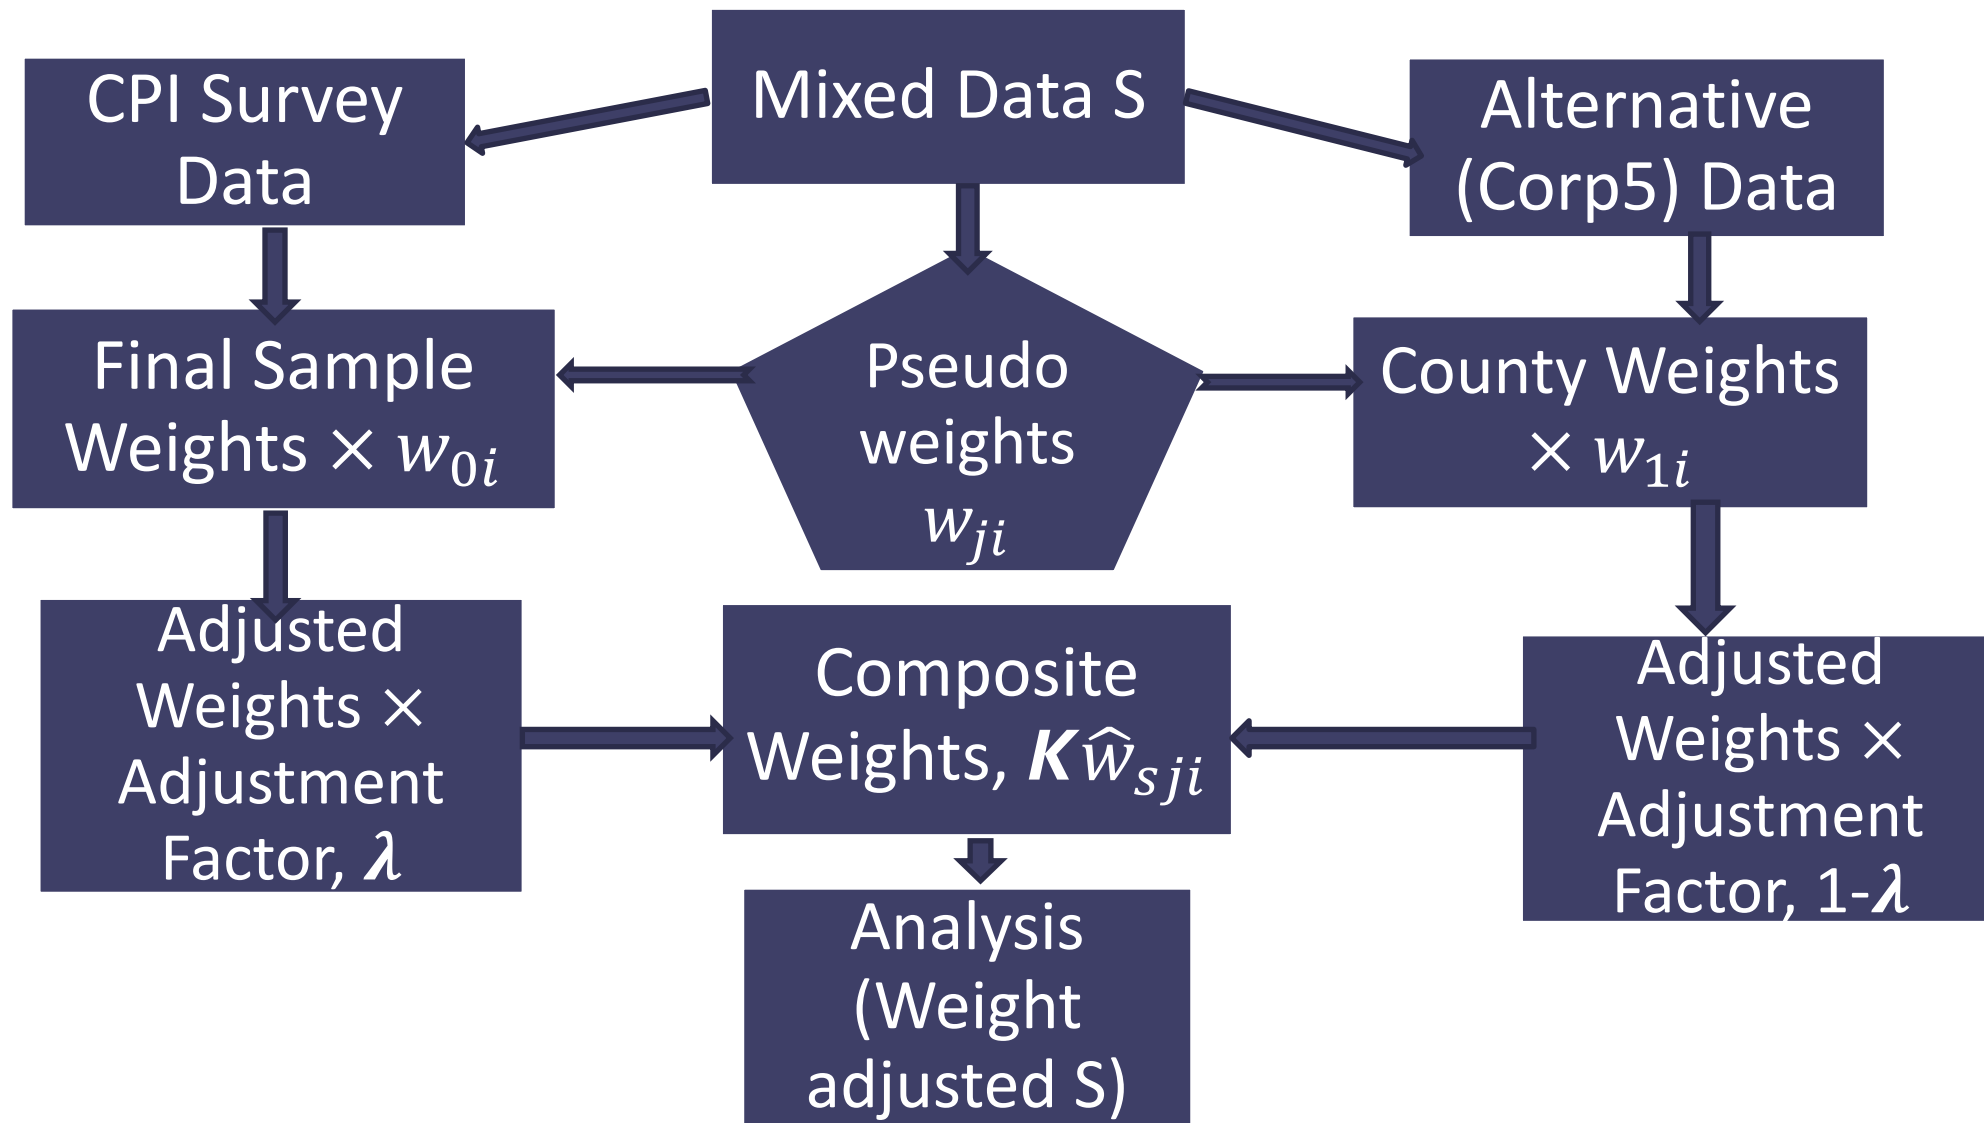 CPI Survey
Data
Mixed Data S
Alternative
(Corp5) Data
Final Sample
Weights × w₀ᵢ
Pseudo
weights
wⱼᵢ
County Weights
× w₁ᵢ
Adjusted
Weights ×
Adjustment
Factor, λ
Composite
Weights, Kŵₛⱼᵢ
Adjusted
Weights ×
Adjustment
Factor, 1-λ
Analysis
(Weight
adjusted S)